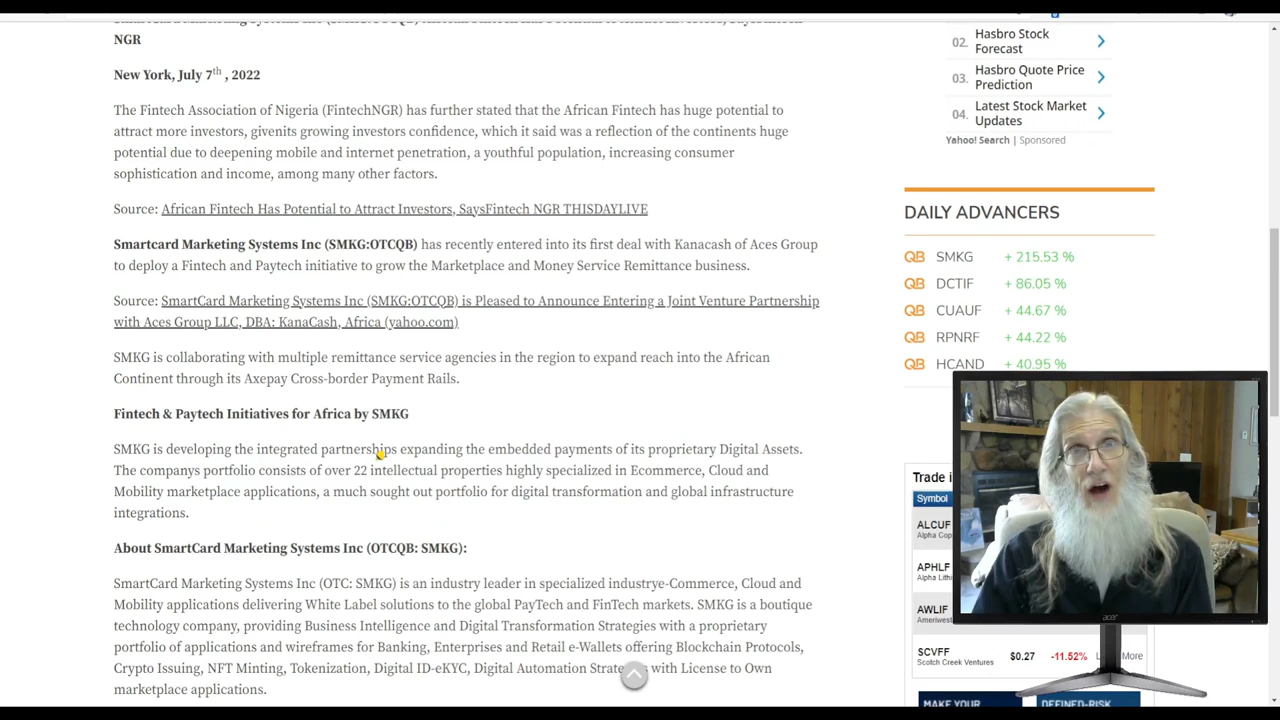 NGR
New York, July 7th , 2022
The Fintech Association of Nigeria (FintechNGR) has further stated that the African Fintech has huge potential to
attract more investors, givenits growing investors confidence, which it said was a reflection of the continents huge
potential due to deepening mobile and internet penetration, a youthful population, increasing consumer
sophistication and income, among many other factors.
Source: African Fintech Has Potential to Attract Investors, SaysFintech NGR THISDAYLIVE
Smartcard Marketing Systems Inc (SMKG:OTCQB) has recently entered into its first deal with Kanacash of Aces Group
to deploy a Fintech and Paytech initiative to grow the Marketplace and Money Service Remittance business.
Source: SmartCard Marketing Systems Inc (SMKG:OTCQB) is Pleased to Announce Entering a Joint Venture Partnership
with Aces Group LLC, DBA: KanaCash, Africa (yahoo.com)
SMKG is collaborating with multiple remittance service agencies in the region to expand reach into the African
Continent through its Axepay Cross-border Payment Rails.
Fintech & Paytech Initiatives for Africa by SMKG
SMKG is developing the integrated partnerships expanding the embedded payments of its proprietary Digital Assets.
The companys portfolio consists of over 22 intellectual properties highly specialized in Ecommerce, Cloud and
Mobility marketplace applications, a much sought out portfolio for digital transformation and global infrastructure
integrations.
About SmartCard Marketing Systems Inc (OTCQB: SMKG):
SmartCard Marketing Systems Inc (OTC: SMKG) is an industry leader in specialized industrye-Commerce, Cloud and
Mobility applications delivering White Label solutions to the global PayTech and FinTech markets. SMKG is a boutique
technology company, providing Business Intelligence and Digital Transformation Strategies with a proprietary
portfolio of applications and wireframes for Banking, Enterprises and Retail e-Wallets offering Blockchain Protocols,
Crypto Issuing, NFT Minting, Tokenization, Digital ID-eKYC, Digital Automation with License to Own
marketplace applications.
02. Hasbro Stock
Forecast
03. Hasbro Quote Price
Prediction
04. Latest Stock Market
Updates
Yahoo! Search | Sponsored
DAILY ADVANCERS
QB SMKG + 215.53 %
QB DCTIF + 86.05 %
QB CUAUF + 44.67 %
QB RPNRF + 44.22 %
QB HCAND + 40.95 %
Trade i
Symbol
ALCUF
Alpha Cop
APHLF
Alpha Lith
AWLIF
Ameriwest
SCVFF $0.27 -11.52% More
Scotch Creek Ventures
MAKE YOUR
DEFINED-RISK
acer